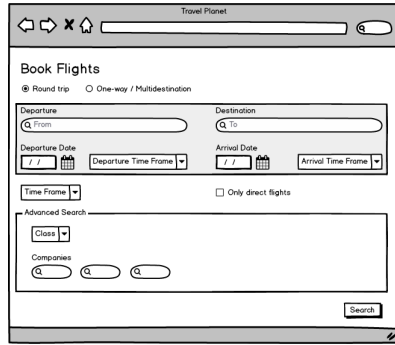 Travel Planet
Book Flights
Round trip One-way / Multidestination
Departure Destination
From To
Departure Date Arrival Date
/ / Departure Time Frame / / Arrival Time Frame
Time Frame Only direct flights
Advanced Search
Class
Companies
Search